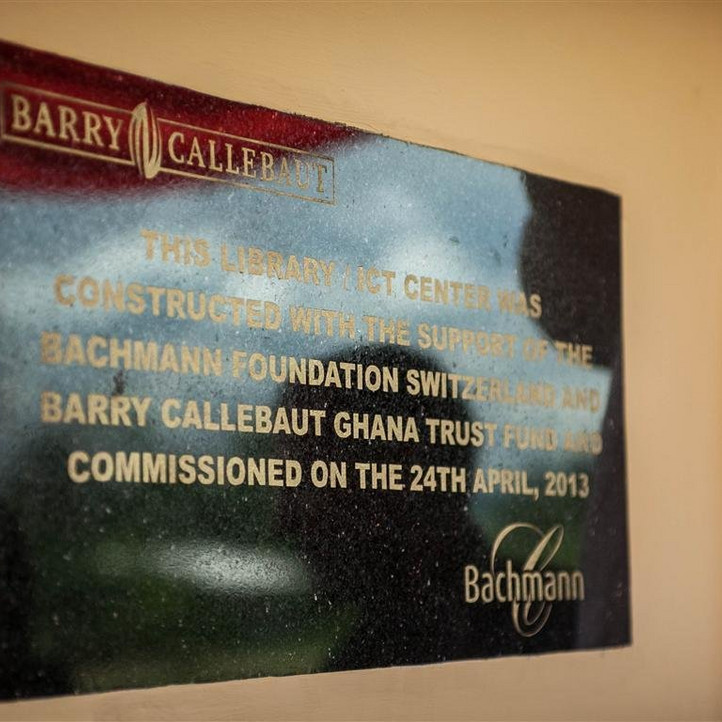 BARRY CALLEBAUT
THIS LIBRARY / ICT CENTER WAS
CONSTRUCTED WITH THE SUPPORT OF THE
BACHMANN FOUNDATION SWITZERLAND AND
BARRY CALLEBAUT GHANA TRUST FUND AND
COMMISSIONED ON THE 24TH APRIL, 2013
Bachmann